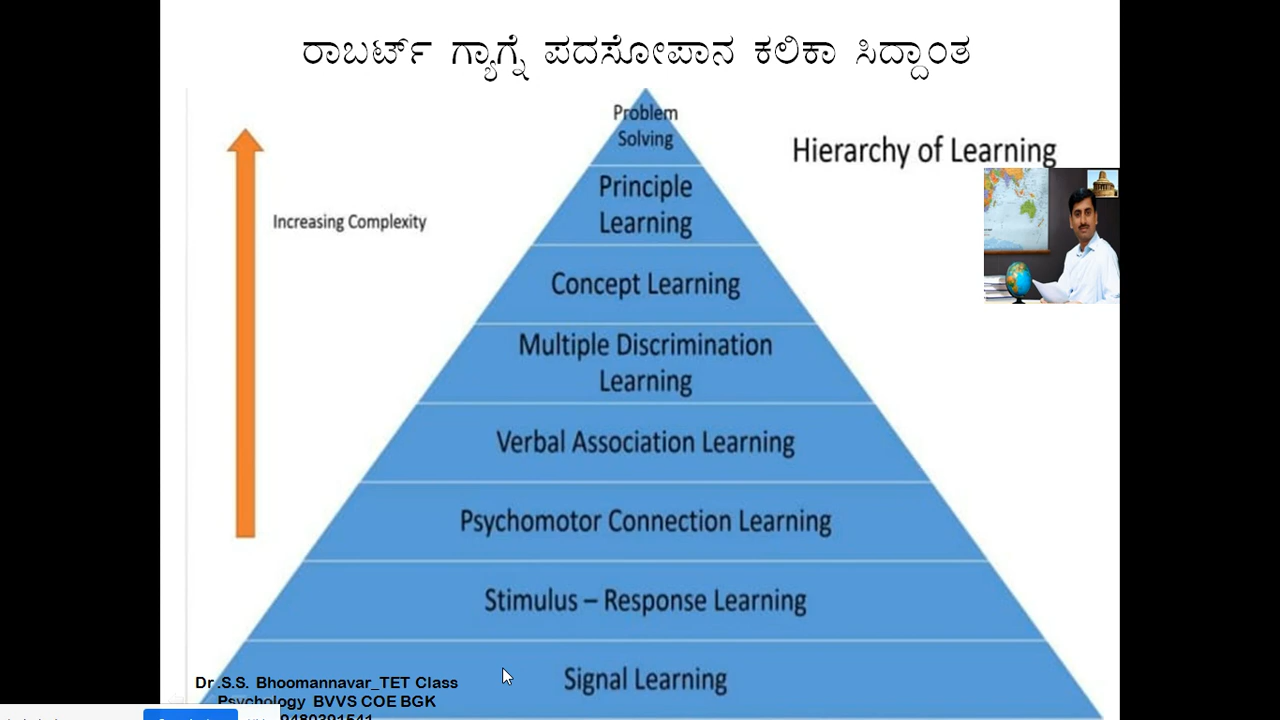 ರಾಬರ್ಟ್ ಗ್ಯಾಗ್ನೆ ಪದಸೋಪಾನ ಕಲಿಕಾ ಸಿದ್ದಾಂತ
Problem
Solving
Hierarchy of Learning
Principle
Learning
Increasing Complexity
Concept Learning
Multiple Discrimination
Learning
Verbal Association Learning
Psychomotor Connection Learning
Stimulus – Response Learning
Signal Learning
Dr .S.S. Bhoomannavar_TET Class
Psychology BVVS COE BGK
9480391541